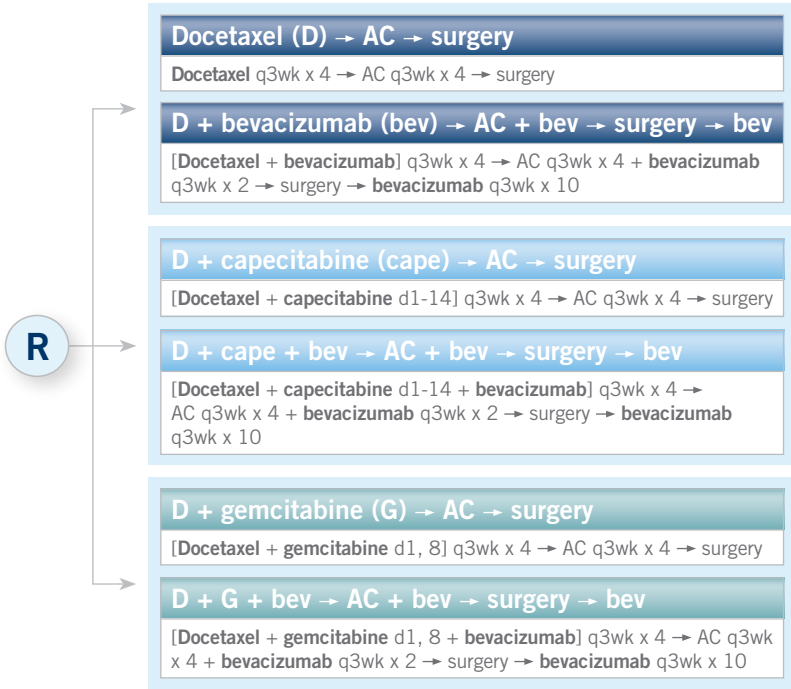 Docetaxel (D) → AC → surgery
Docetaxel q3wk x 4 → AC q3wk x 4 → surgery
D + bevacizumab (bev) → AC + bev → surgery → bev
[Docetaxel + bevacizumab] q3wk x 4 → AC q3wk x 4 + bevacizumab
q3wk x 2 → surgery → bevacizumab q3wk x 10
D + capecitabine (cape) → AC → surgery
[Docetaxel + capecitabine d1-14] q3wk x 4 → AC q3wk x 4 → surgery
R
D + cape + bev → AC + bev → surgery → bev
[Docetaxel + capecitabine d1-14 + bevacizumab] q3wk x 4 →
AC q3wk x 4 + bevacizumab q3wk x 2 → surgery → bevacizumab
q3wk x 10
D + gemcitabine (G) → AC → surgery
[Docetaxel + gemcitabine d1, 8] q3wk x 4 → AC q3wk x 4 → surgery
D + G + bev → AC + bev → surgery → bev
[Docetaxel + gemcitabine d1, 8 + bevacizumab] q3wk x 4 → AC q3wk
x 4 + bevacizumab q3wk x 2 → surgery → bevacizumab q3wk x 10